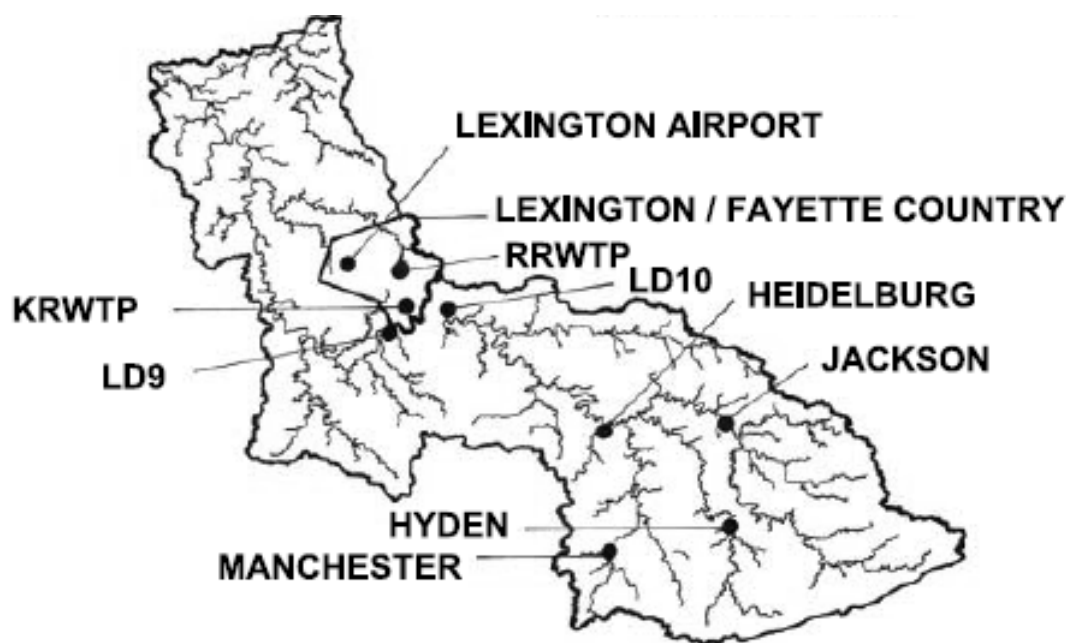 LEXINGTON AIRPORT
LEXINGTON / FAYETTE COUNTRY
RRWTP
LD10
HEIDELBURG
KRWTP
JACKSON
LD9
HYDEN
MANCHESTER